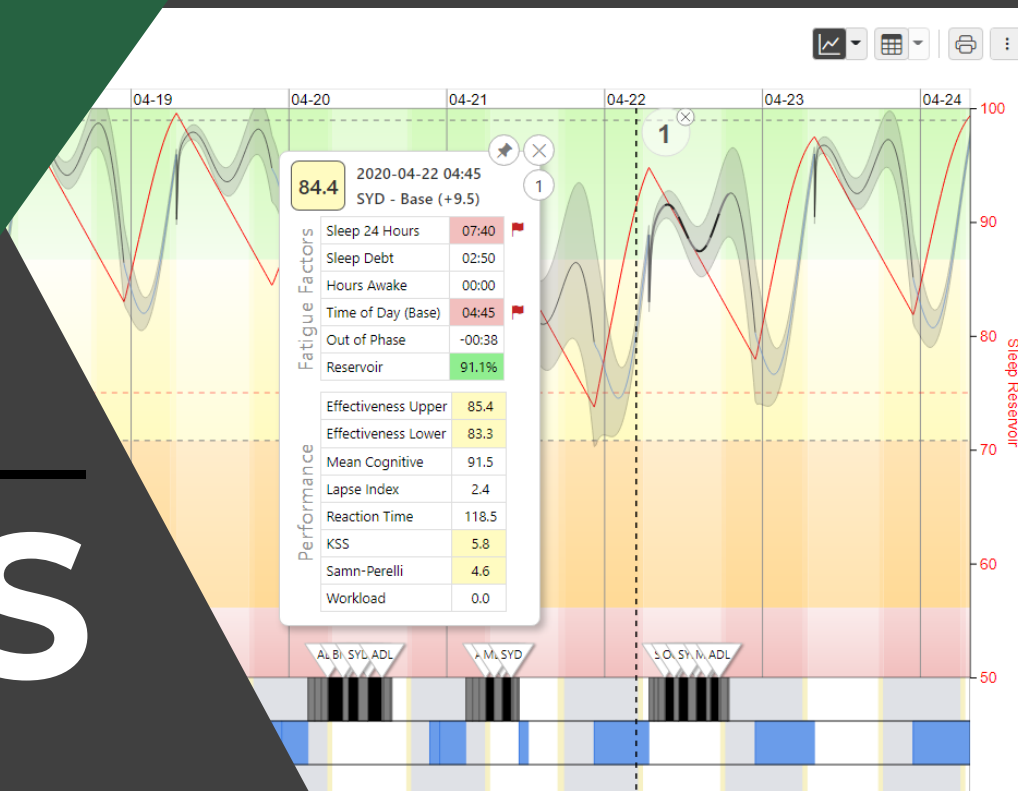 04-19 04-20 04-21 04-22 04-23 04-24
100
90
80
70
60
50
Sleep Reservoir
1
84.4
2020-04-22 04:45
SYD - Base (+9.5)
1
Fatigue Factors
Sleep 24 Hours 07:40
Sleep Debt 02:50
Hours Awake 00:00
Time of Day (Base) 04:45
Out of Phase -00:38
Reservoir 91.1%
Performance
Effectiveness Upper 85.4
Effectiveness Lower 83.3
Mean Cognitive 91.5
Lapse Index 2.4
Reaction Time 118.5
KSS 5.8
Samn-Perelli 4.6
Workload 0.0
SYD ADL
SYD
ADL
S